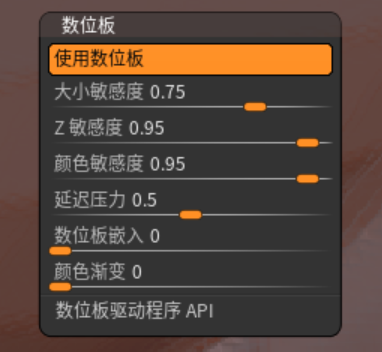 数位板
使用数位板
大小敏感度 0.75
Z 敏感度 0.95
颜色敏感度 0.95
延迟压力 0.5
数位板嵌入 0
颜色渐变 0
数位板驱动程序 API